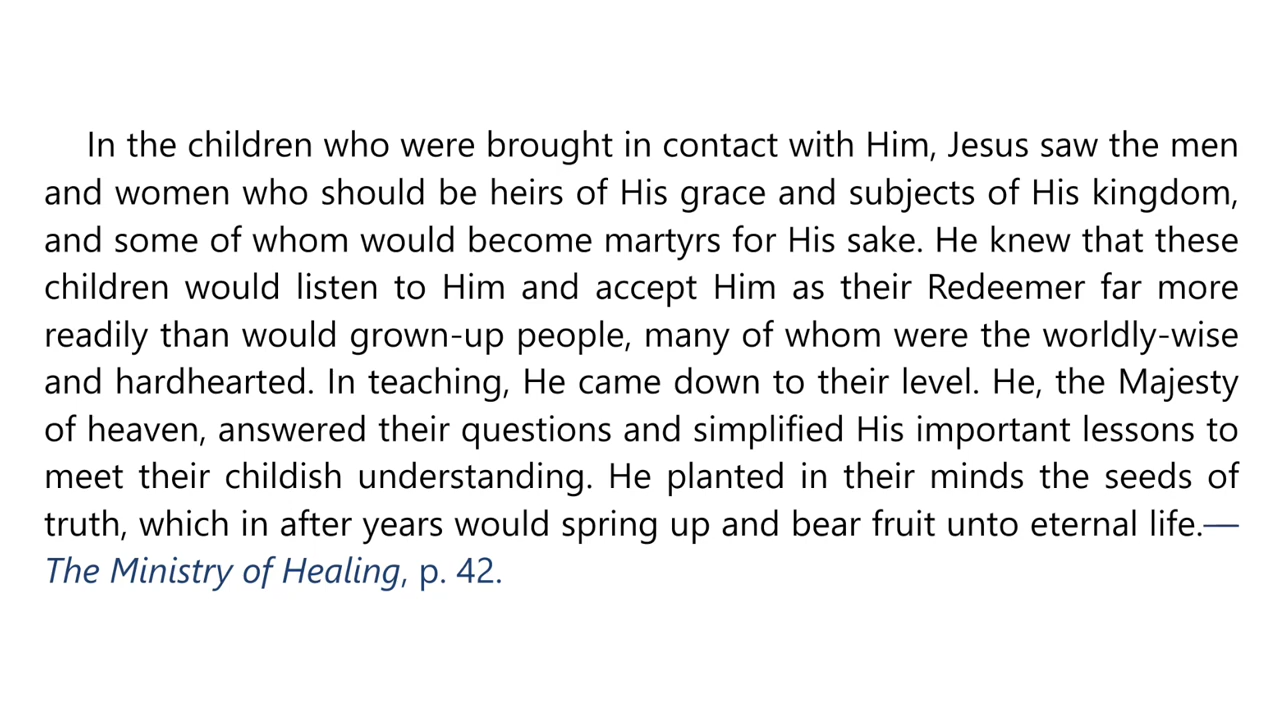 In the children who were brought in contact with Him, Jesus saw the men
and women who should be heirs of His grace and subjects of His kingdom,
and some of whom would become martyrs for His sake. He knew that these
children would listen to Him and accept Him as their Redeemer far more
readily than would grown-up people, many of whom were the worldly-wise
and hardhearted. In teaching, He came down to their level. He, the Majesty
of heaven, answered their questions and simplified His important lessons to
meet their childish understanding. He planted in their minds the seeds of
truth, which in after years would spring up and bear fruit unto eternal life.—
The Ministry of Healing, p. 42.